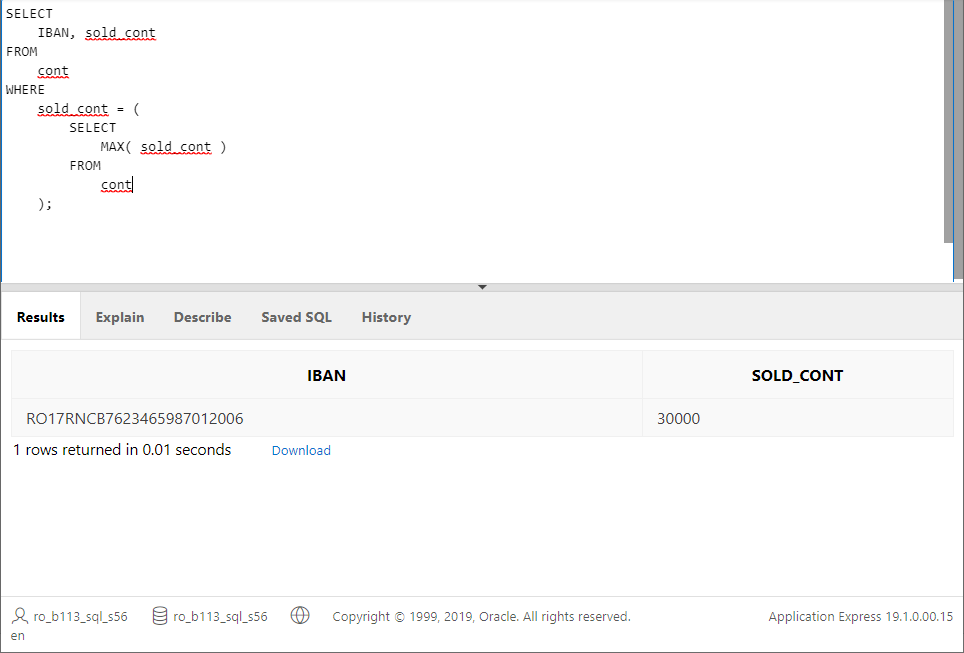 SELECT
IBAN, sold_cont
FROM
cont
WHERE
sold_cont = (
SELECT
MAX( sold_cont )
FROM
cont
);
Results Explain Describe Saved SQL History
IBAN SOLD_CONT
RO17RNCB7623465987012006 30000
1 rows returned in 0.01 seconds Download
ro_b113_sql_s56 ro_b113_sql_s56 Copyright © 1999, 2019, Oracle. All rights reserved. Application Express 19.1.0.00.15
en